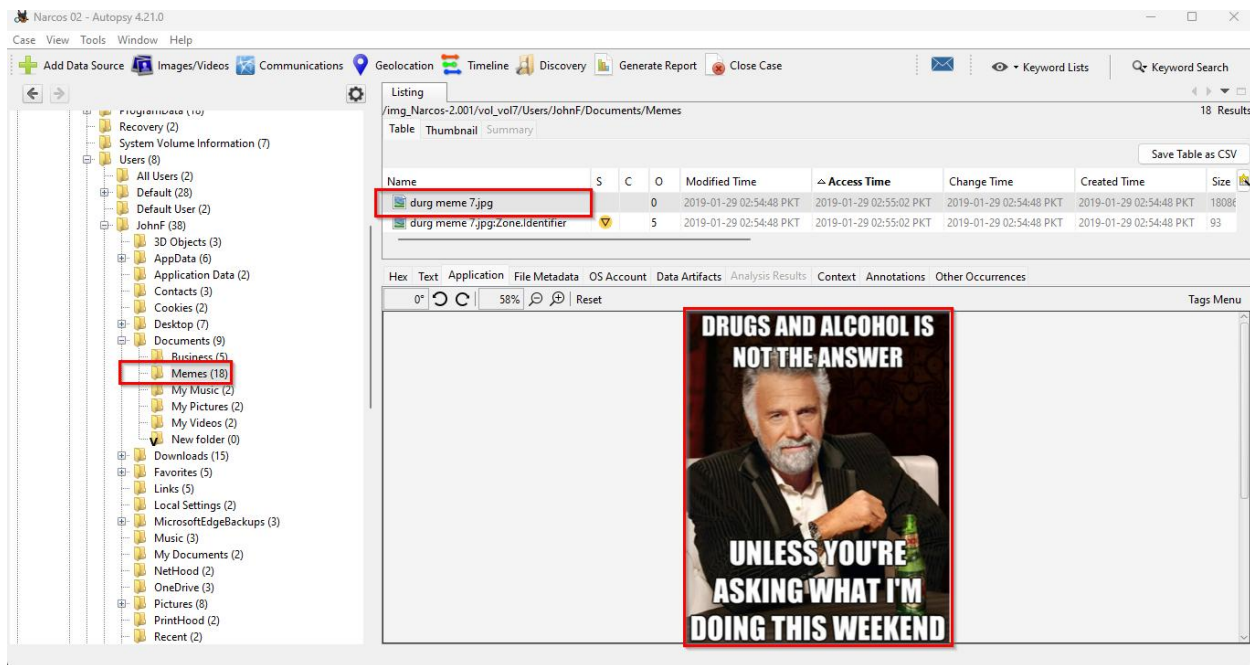 Narcos 02 - Autopsy 4.21.0
Case View Tools Window Help
Add Data Source Images/Videos Communications Geolocation Timeline Discovery Generate Report Close Case Keyword Lists Keyword Search
Listing
/img_Narcos-2.001/vol_vol7/Users/JohnF/Documents/Memes 18 Results
Table Thumbnail Summary
Save Table as CSV
Name S C O Modified Time Access Time Change Time Created Time Size
durg meme 7.jpg 0 2019-01-29 02:54:48 PKT 2019-01-29 02:55:02 PKT 2019-01-29 02:54:48 PKT 2019-01-29 02:54:48 PKT
durg meme 7.jpg:Zone.Identifier 5 2019-01-29 02:54:48 PKT 2019-01-29 02:55:02 PKT 2019-01-29 02:54:48 PKT 2019-01-29 02:54:48 PKT 93
Hex Text Application File Metadata OS Account Data Artifacts Analysis Results Context Annotations Other Occurrences
0° 58% Reset Tags Menu
DRUGS AND ALCOHOL IS
NOT THE ANSWER
UNLESS YOU'RE
ASKING WHAT I'M
DOING THIS WEEKEND
Recovery (2)
System Volume Information (7)
Users (8)
All Users (2)
Default (28)
Default User (2)
JohnF (38)
3D Objects (3)
AppData (6)
Application Data (2)
Contacts (3)
Cookies (2)
Desktop (7)
Documents (9)
Business (5)
Memes (18)
My Music (2)
My Pictures (2)
My Videos (2)
New folder (0)
Downloads (15)
Favorites (5)
Links (5)
Local Settings (2)
MicrosoftEdgeBackups (3)
Music (3)
My Documents (2)
NetHood (2)
OneDrive (3)
Pictures (8)
PrintHood (2)
Recent (2)